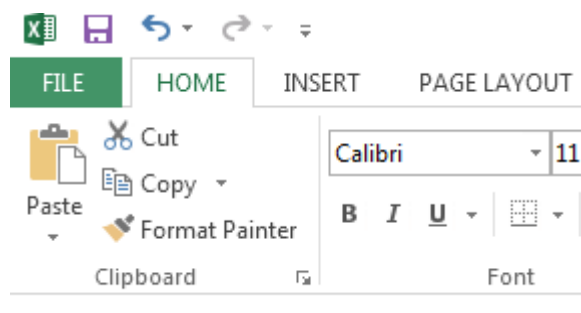 FILE HOME INSERT PAGE LAYOUT
Cut
Calibri 11
Copy
Paste
B I U
Format Painter
Clipboard Font